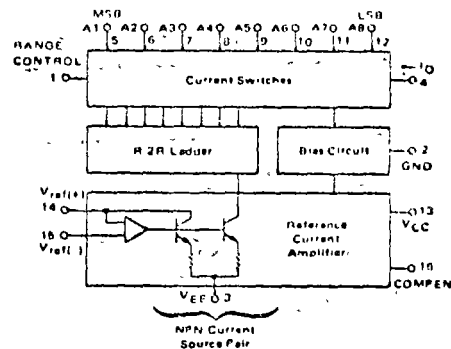 MSB LSB
A1 A2 A3 A4 A5 A6 A7 A8
RANGE
CONTROL
5 6 7 8 9 10 11 12
1
Current Switches
IO
4
R-2R Ladder
Bias Circuit
2
GND
Vref(+)
14
13
VCC
Reference
Current
Amplifier
Vref(-)
16
COMPEN
VEE 3
NPN Current
Source Pair